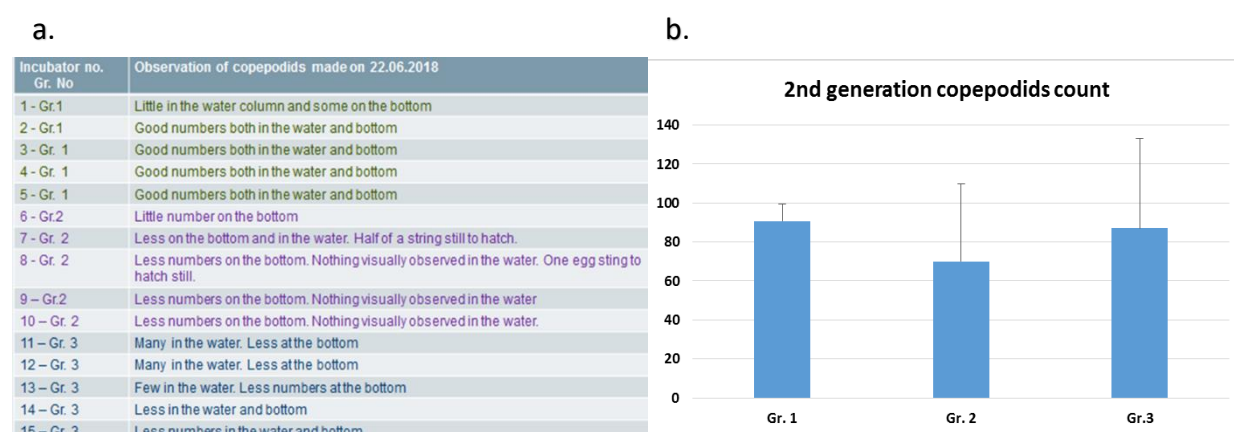 a.
Incubator no. Observation of copepodids made on 22.06.2018
Gr. No
1 - Gr.1 Little in the water column and some on the bottom
2 - Gr.1 Good numbers both in the water and bottom
3 - Gr. 1 Good numbers both in the water and bottom
4 - Gr. 1 Good numbers both in the water and bottom
5 - Gr. 1 Good numbers both in the water and bottom
6 - Gr.2 Little number on the bottom
7 - Gr. 2 Less on the bottom and in the water. Half of a string still to hatch.
8 - Gr. 2 Less numbers on the bottom. Nothing visually observed in the water. One egg sting to
hatch still.
9 – Gr.2 Less numbers on the bottom. Nothing visually observed in the water
10 – Gr. 2 Less numbers on the bottom. Nothing visually observed in the water.
11 – Gr. 3 Many in the water. Less at the bottom
12 – Gr. 3 Many in the water. Less at the bottom
13 – Gr. 3 Few in the water. Less numbers at the bottom
14 – Gr. 3 Less in the water and bottom
15 – Gr. 3 Less numbers in the water and bottom
b.
2nd generation copepodids count
140
120
100
80
60
40
20
0
Gr. 1 Gr. 2 Gr.3